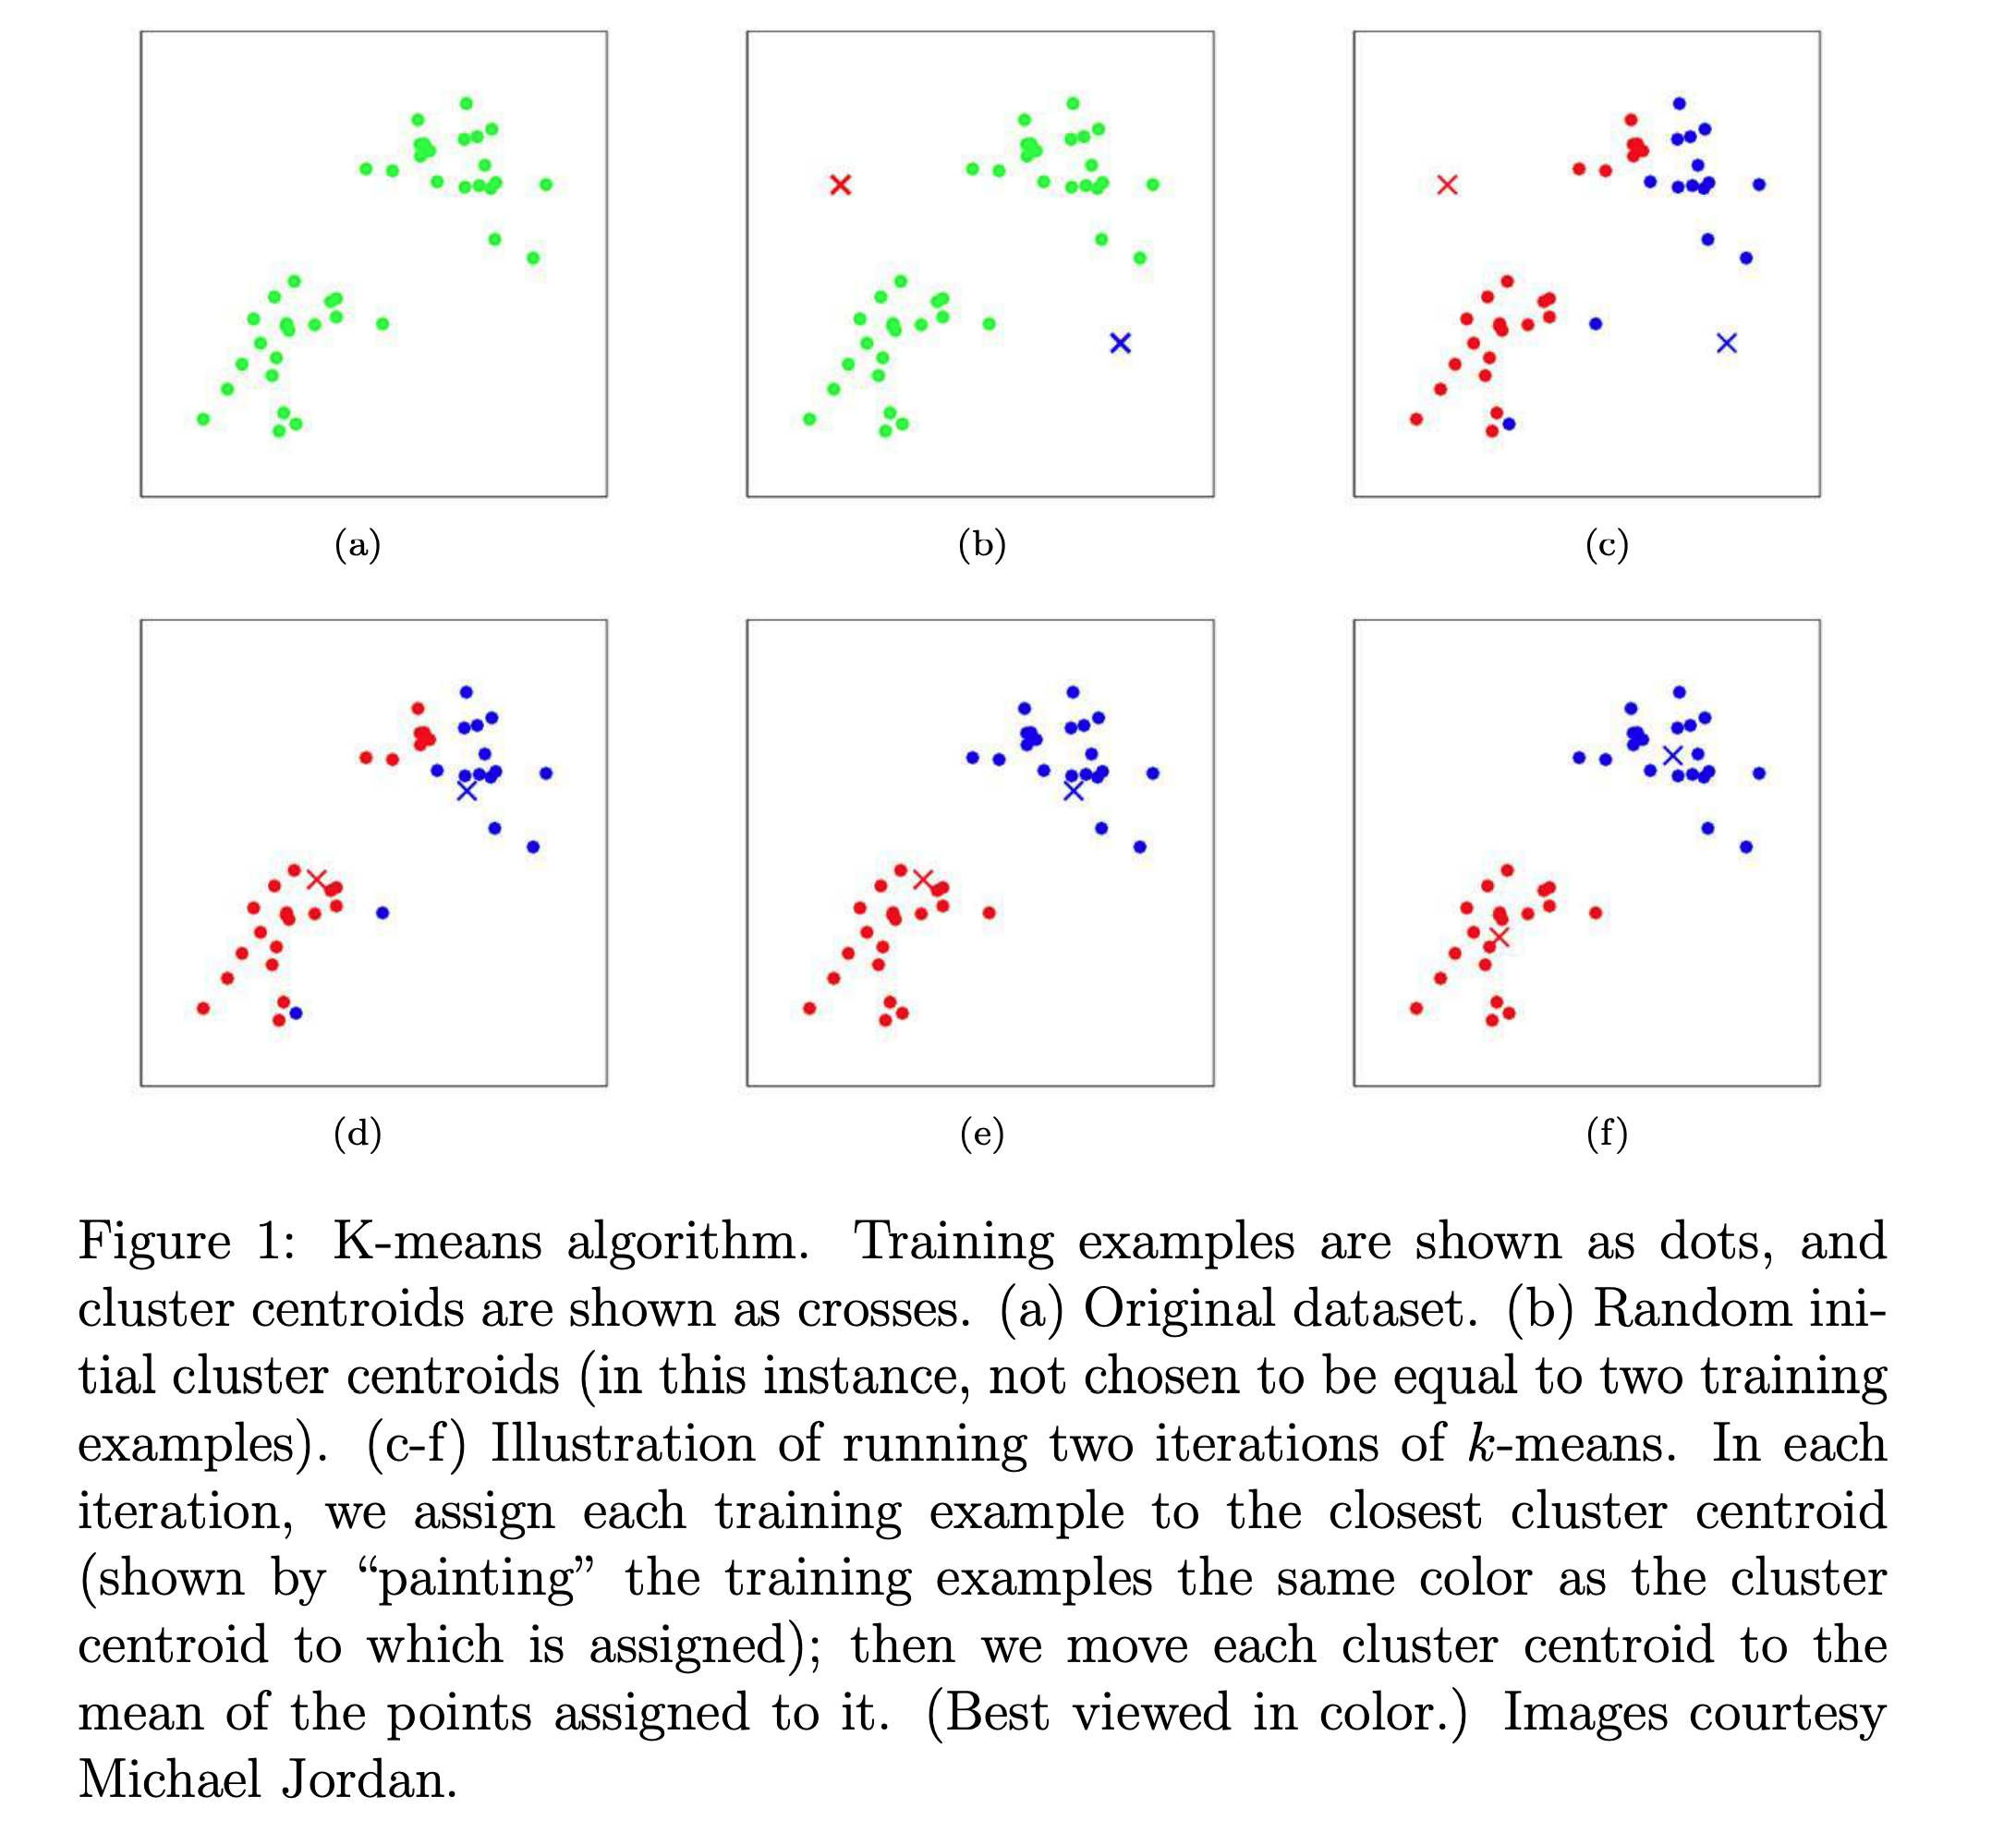 (a)
(b)
(c)
(d)
(e)
(f)
Figure 1: K-means algorithm. Training examples are shown as dots, and
cluster centroids are shown as crosses. (a) Original dataset. (b) Random ini-
tial cluster centroids (in this instance, not chosen to be equal to two training
examples). (c-f) Illustration of running two iterations of k-means. In each
iteration, we assign each training example to the closest cluster centroid
(shown by “painting” the training examples the same color as the cluster
centroid to which is assigned); then we move each cluster centroid to the
mean of the points assigned to it. (Best viewed in color.) Images courtesy
Michael Jordan.